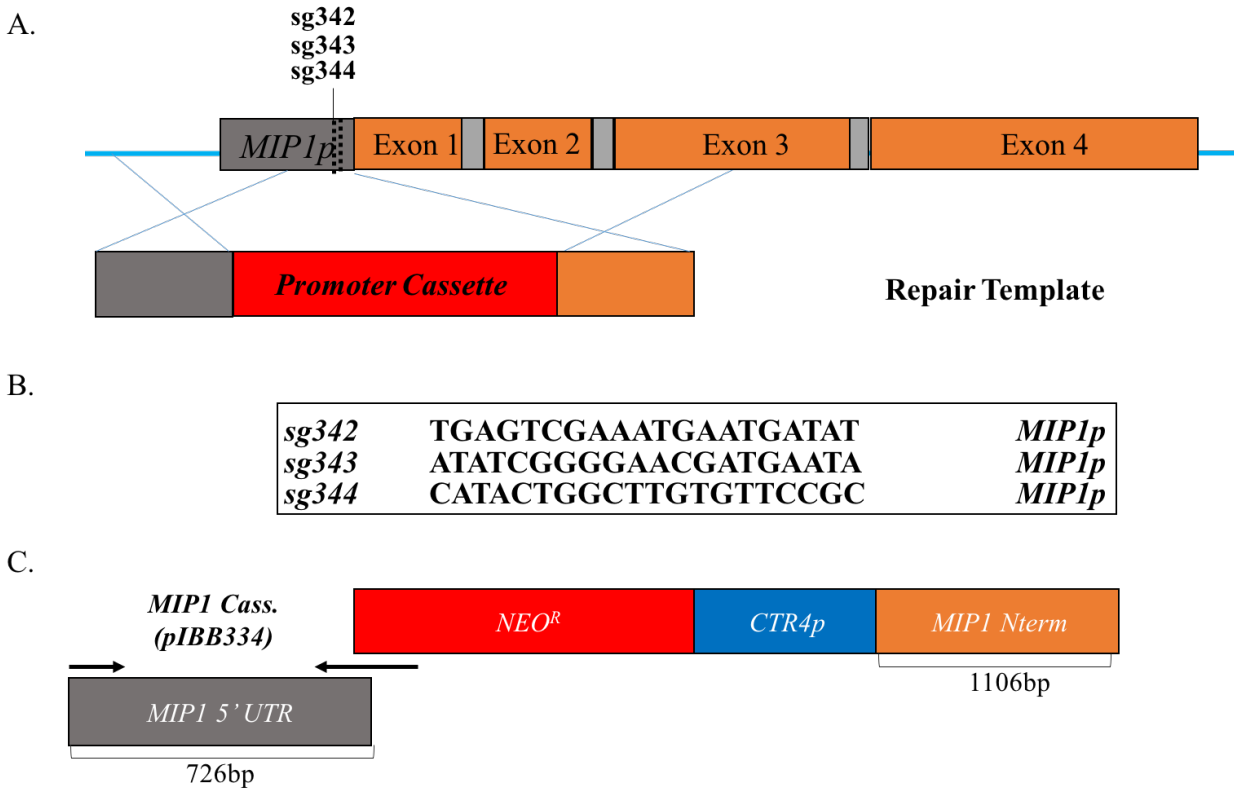 A.
sg342
sg343
sg344
MIP1p
Exon 1
Exon 2
Exon 3
Exon 4
Promoter Cassette
Repair Template
B.
sg342 TGAGTCGAAATGAATGATAT MIP1p
sg343 ATATCGGGGAACGATGAATA MIP1p
sg344 CATACTGGCTTGTGTTCCGC MIP1p
C.
MIP1 Cass.
(pIBB334)
NEO^R
CTR4p
MIP1 Nterm
1106bp
MIP1 5’ UTR
726bp